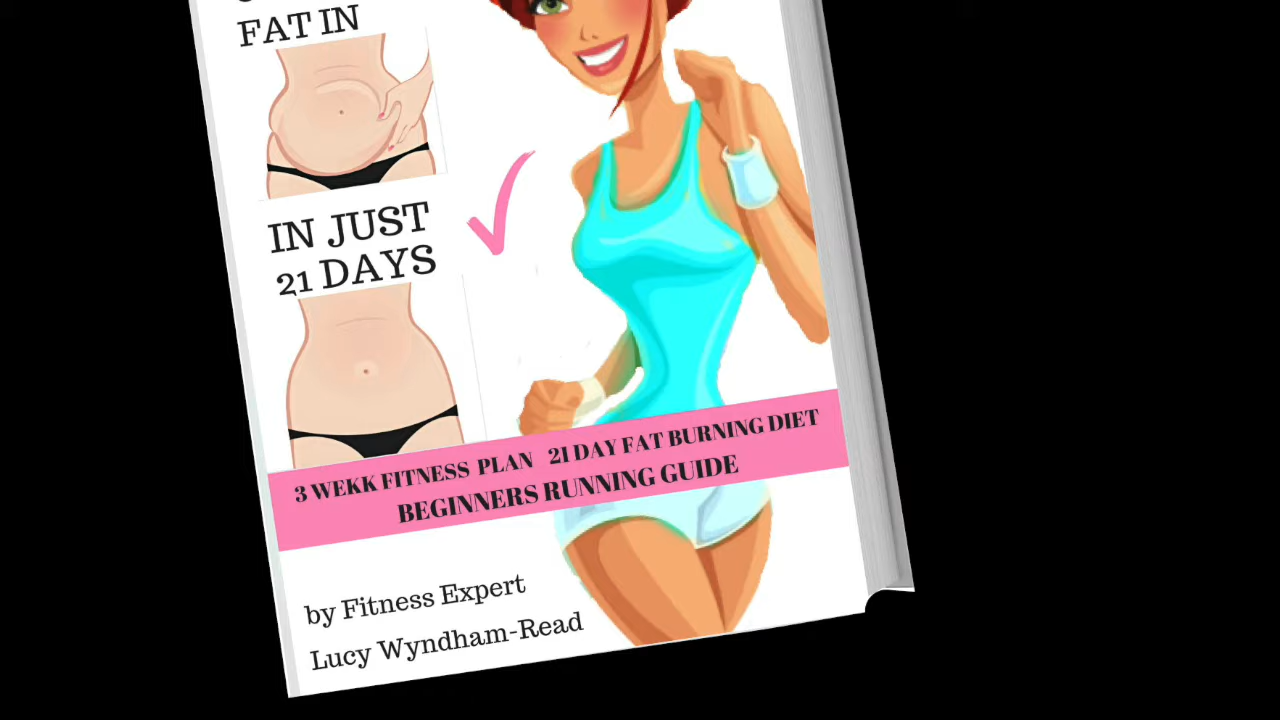 FAT IN
IN JUST
21 DAYS
3 WEKK FITNESS PLAN 21 DAY FAT BURNING DIET
BEGINNERS RUNNING GUIDE
by Fitness Expert
Lucy Wyndham-Read